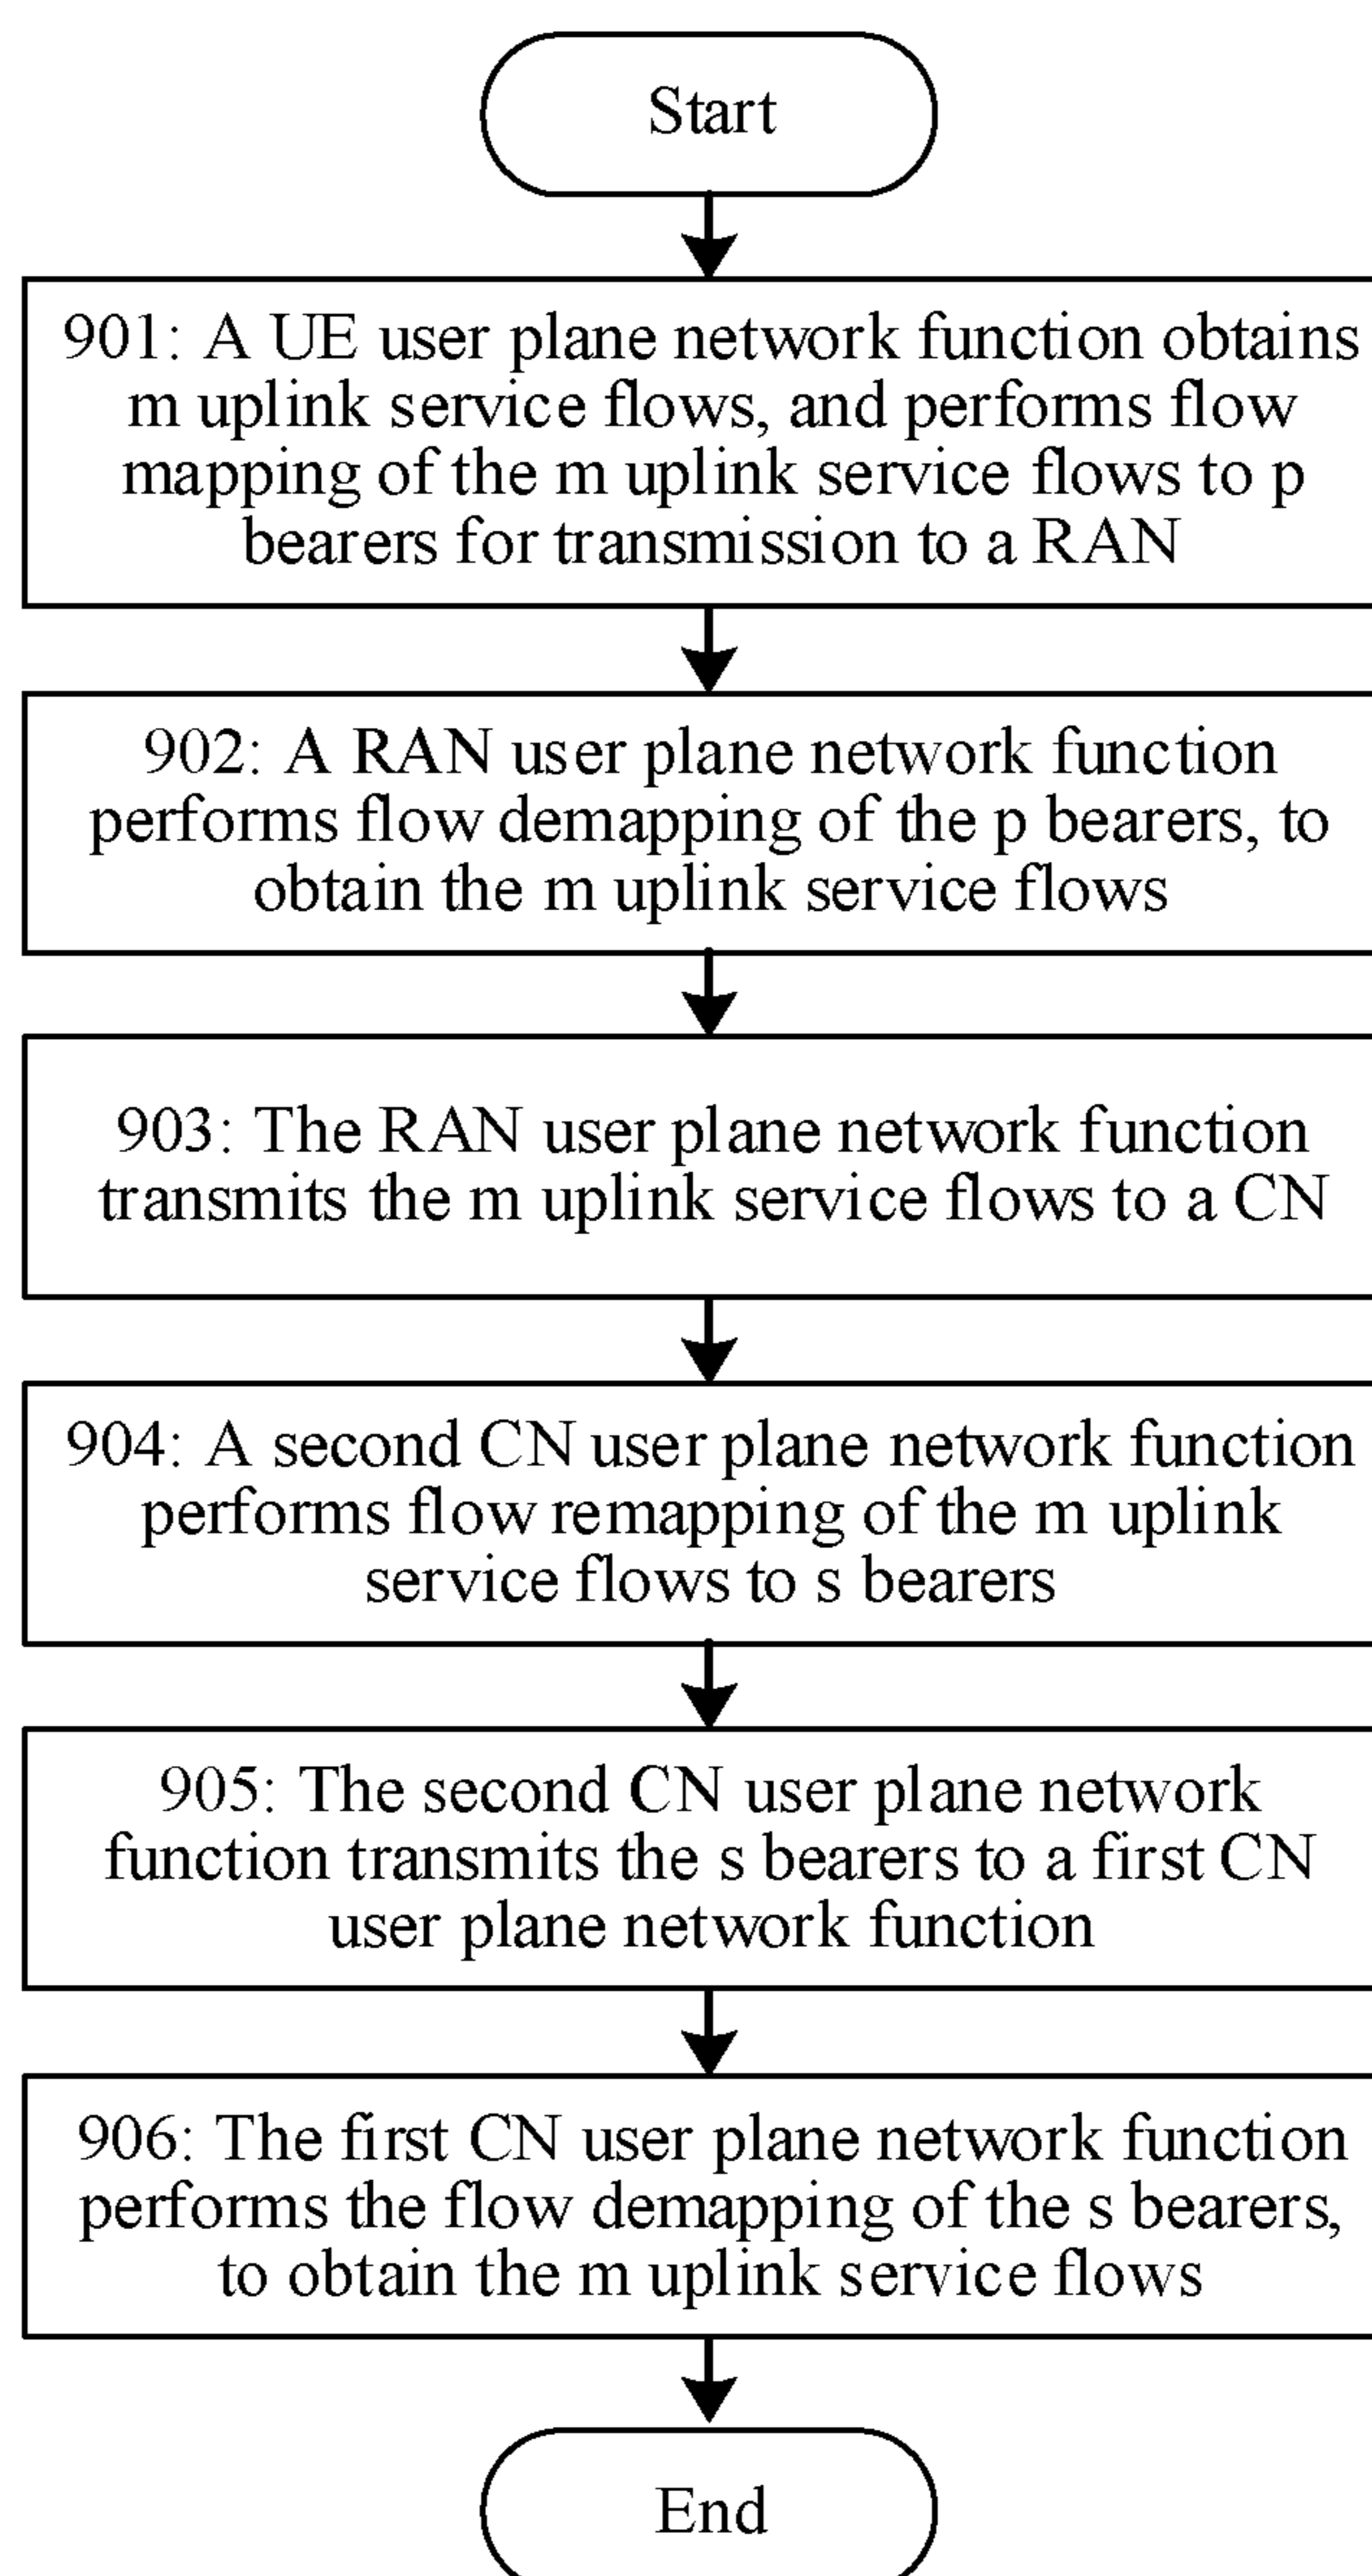 Start
901: A UE user plane network function obtains
m uplink service flows, and performs flow
mapping of the m uplink service flows to p
bearers for transmission to a RAN
902: A RAN user plane network function
performs flow demapping of the p bearers, to
obtain the m uplink service flows
903: The RAN user plane network function
transmits the m uplink service flows to a CN
904: A second CN user plane network function
performs flow remapping of the m uplink
service flows to s bearers
905: The second CN user plane network
function transmits the s bearers to a first CN
user plane network function
906: The first CN user plane network function
performs the flow demapping of the s bearers,
to obtain the m uplink service flows
End